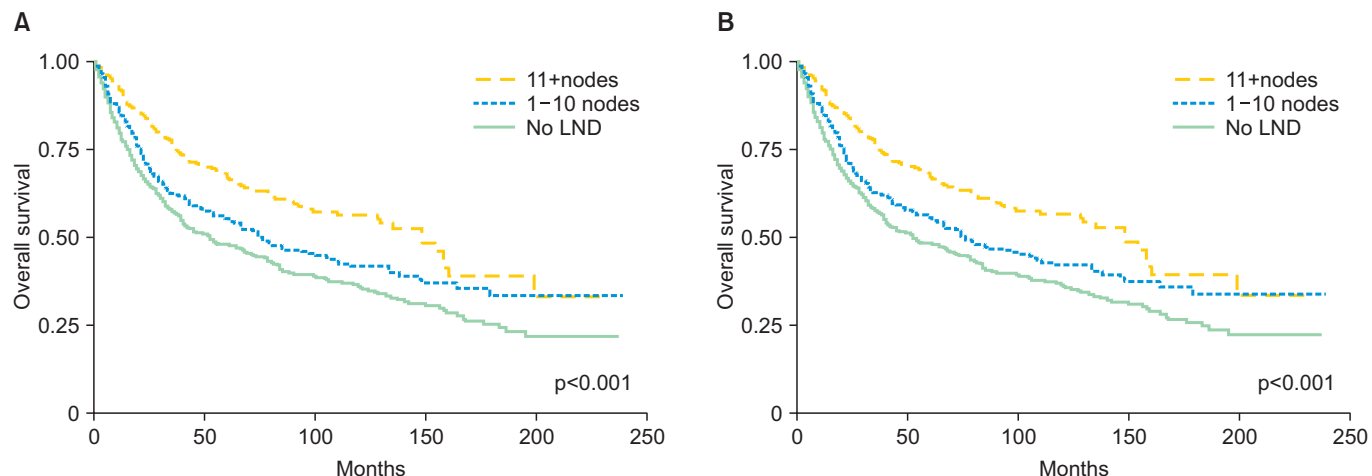 A
1.00
0.75
0.50
0.25
0
Overall survival
11+nodes
1–10 nodes
No LND
p<0.001
0 50 100 150 200 250
Months
B
1.00
0.75
0.50
0.25
0
Overall survival
11+nodes
1–10 nodes
No LND
p<0.001
0 50 100 150 200 250
Months